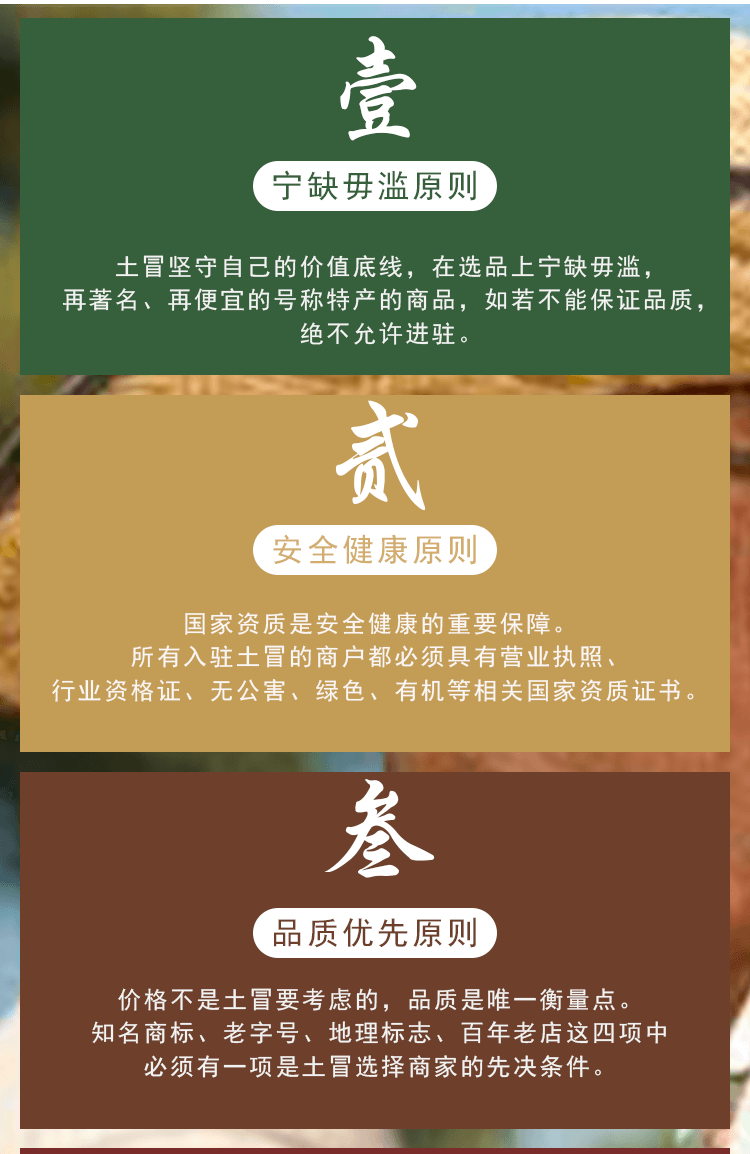 壹
宁缺毋滥原则
土冒坚守自己的价值底线，在选品上宁缺毋滥，
再著名、再便宜的号称特产的商品，如若不能保证品质，
绝不允许进驻。
贰
安全健康原则
国家资质是安全健康的重要保障。
所有入驻土冒的商户都必须具有营业执照、
行业资格证、无公害、绿色、有机等相关国家资质证书。
叁
品质优先原则
价格不是土冒要考虑的，品质是唯一衡量点。
知名商标、老字号、地理标志、百年老店这四项中
必须有一项是土冒选择商家的先决条件。